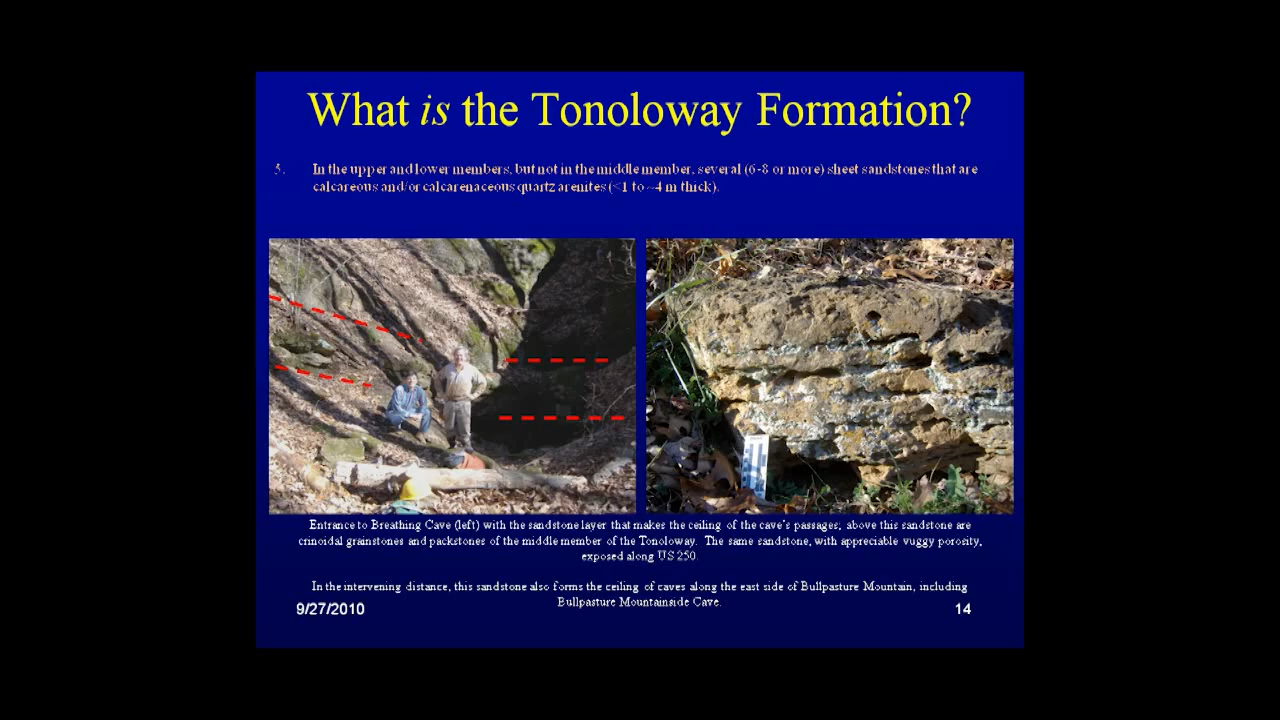 What is the Tonoloway Formation?
5. In the upper and lower members, but not in the middle member, several (6-8 or more) sheet sandstones that are
calcareous and/or calcarenaceous quartz arenites (<1 to ~4 m thick).
Entrance to Breathing Cave (left) with the sandstone layer that makes the ceiling of the cave's passages; above this sandstone are
crinoidal grainstones and packstones of the middle member of the Tonoloway. The same sandstone, with appreciable vuggy porosity,
exposed along US 250.
In the intervening distance, this sandstone also forms the ceiling of caves along the east side of Bullpasture Mountain, including
Bullpasture Mountainside Cave.
9/27/2010
14